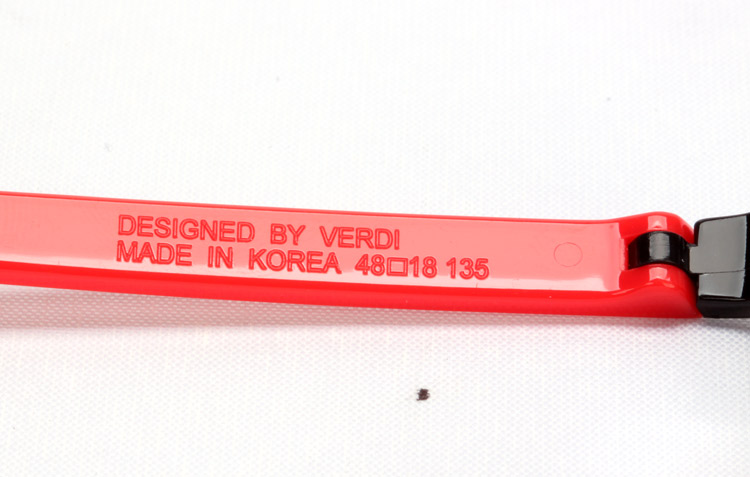 DESIGNED BY VERDI
MADE IN KOREA 48□18 135